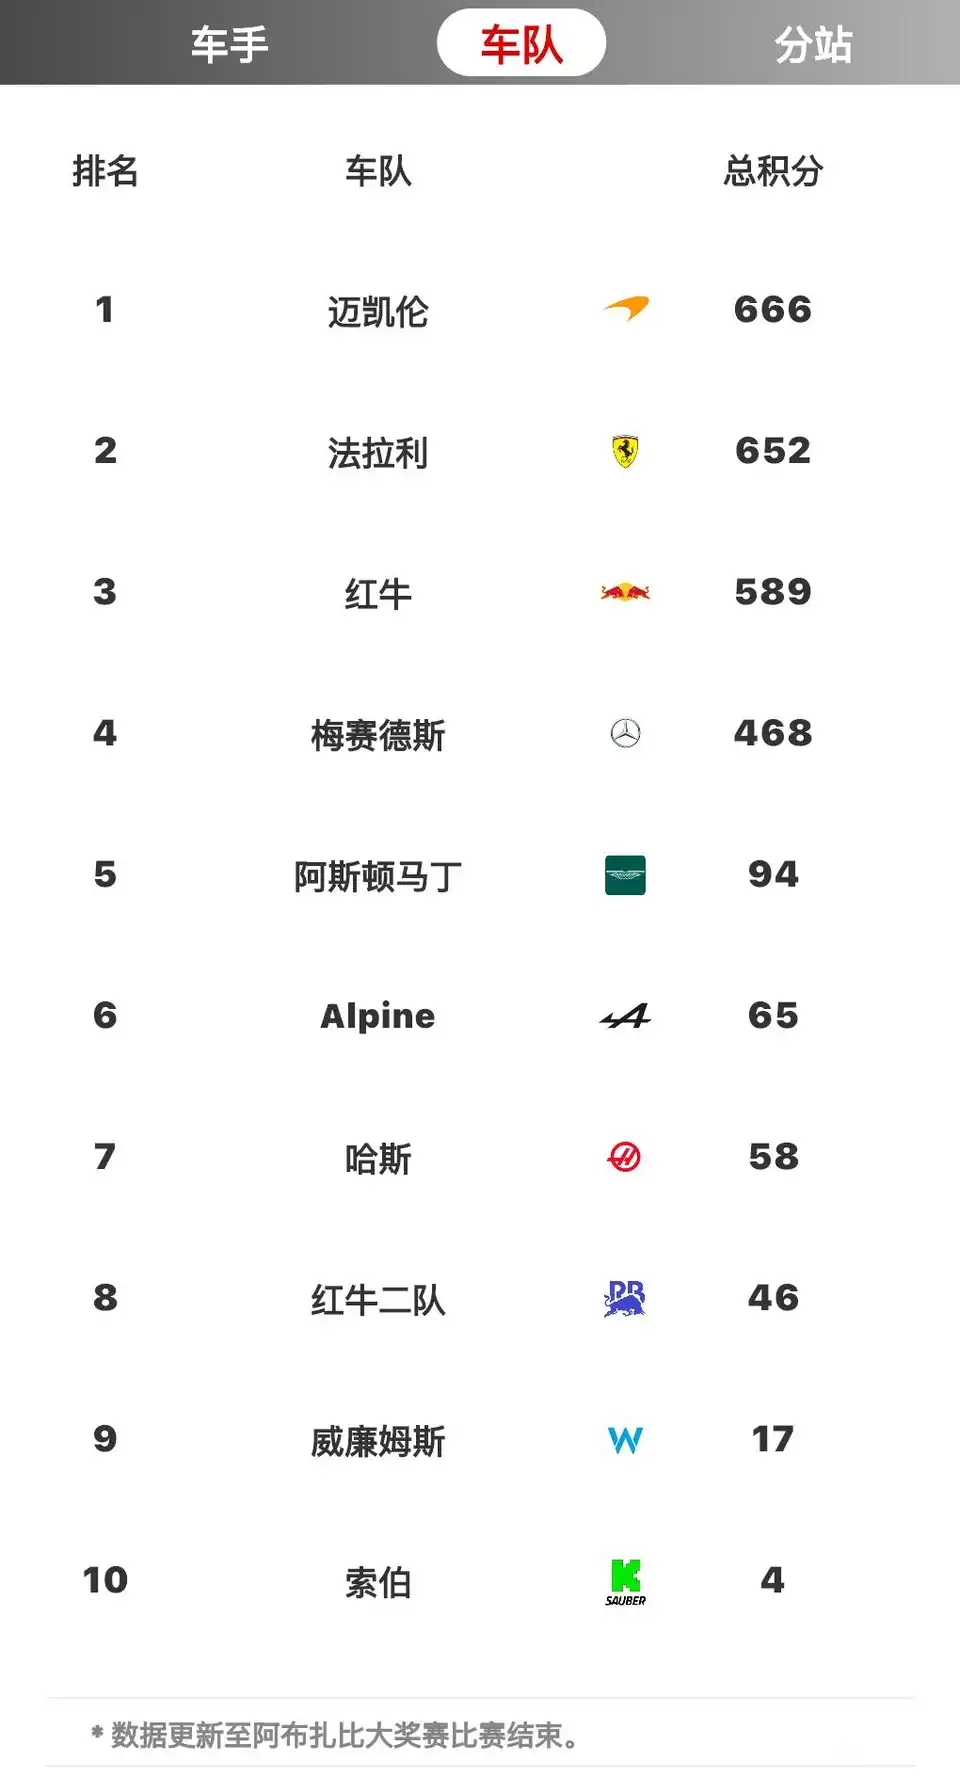 车手 车队 分站
排名 车队 总积分
1 迈凯伦 666
2 法拉利 652
3 红牛 589
4 梅赛德斯 468
5 阿斯顿马丁 94
6 Alpine 65
7 哈斯 58
8 红牛二队 46
9 威廉姆斯 17
10 索伯 SAUBER 4
* 数据更新至阿布扎比大奖赛比赛结束。